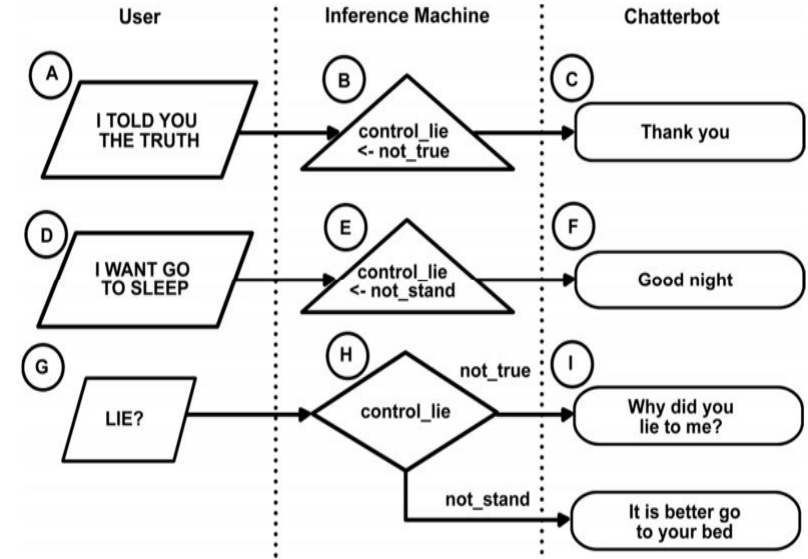 User
Inference Machine
Chatterbot
A
I TOLD YOU
THE TRUTH
B
control_lie
<- not_true
C
Thank you
D
I WANT GO
TO SLEEP
E
control_lie
<- not_stand
F
Good night
G
LIE?
H
control_lie
not_true
I
Why did you
lie to me?
not_stand
It is better go
to your bed